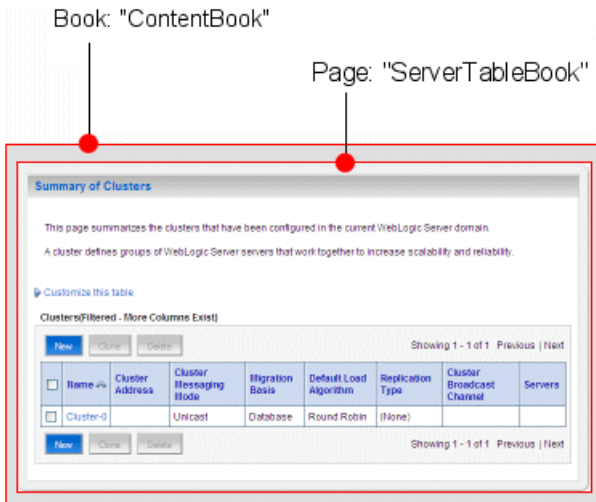 Book: "ContentBook"
Page: "ServerTableBook"
Summary of Clusters
This page summarizes the clusters that have been configured in the current WebLogic Server domain.
A cluster defines groups of WebLogic Server servers that work together to increase scalability and reliability.
Customize this table
Clusters(Filtered - More Columns Exist)
New Clone Delete Showing 1 - 1 of 1 Previous | Next
Name Cluster Address Cluster Messaging Mode Migration Basis Default Load Algorithm Replication Type Cluster Broadcast Channel Servers
Cluster-0 Unicast Database Round Robin (None)
New Clone Delete Showing 1 - 1 of 1 Previous | Next